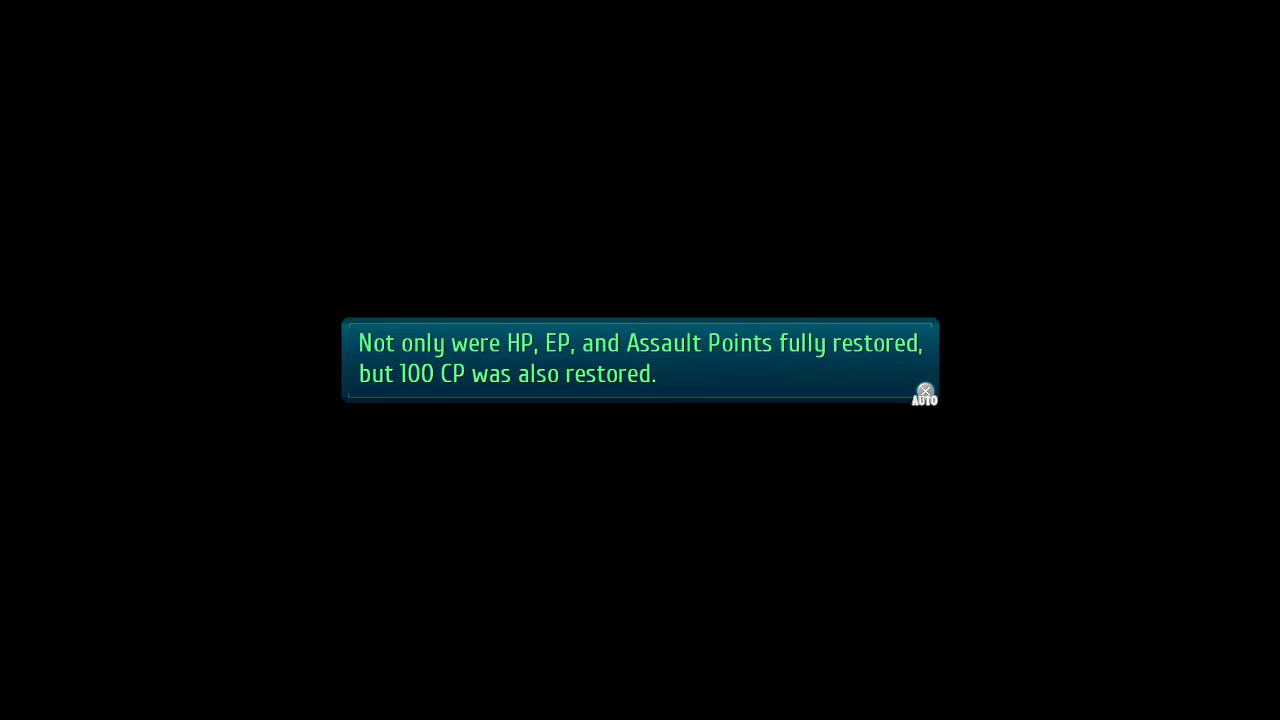 Not only were HP, EP, and Assault Points fully restored,
but 100 CP was also restored.
AUTO